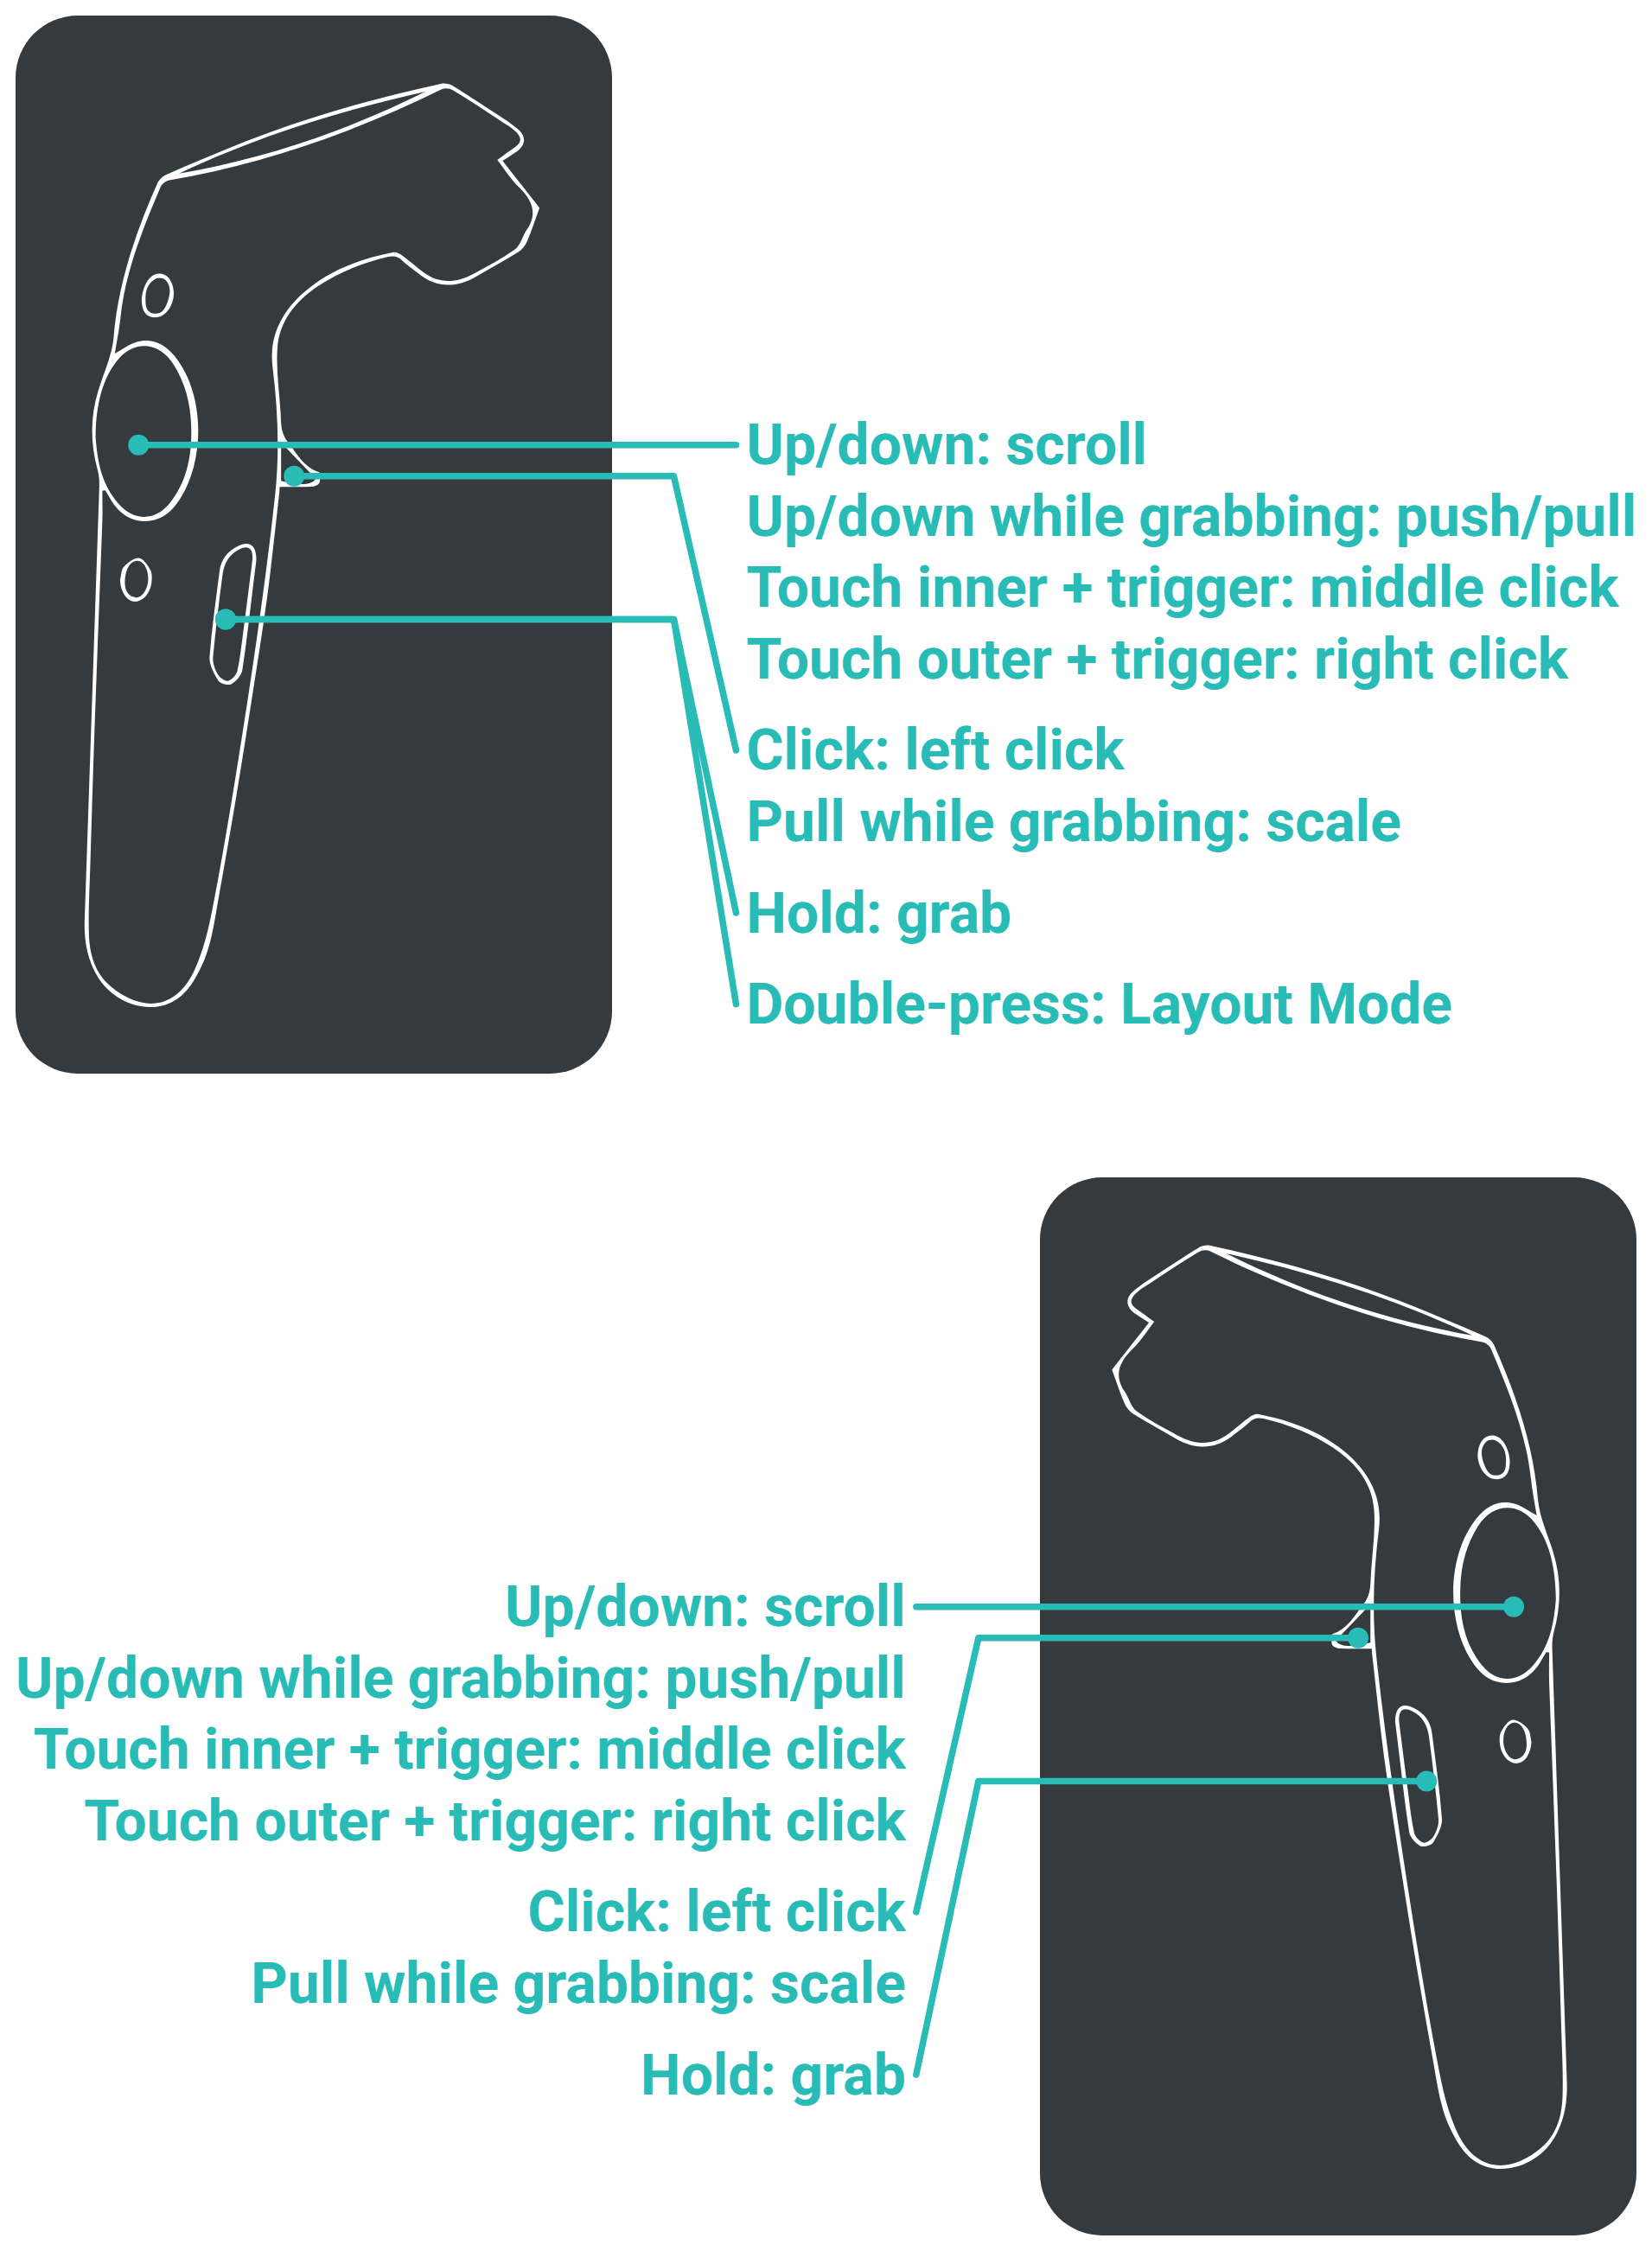 Up/down: scroll
Up/down while grabbing: push/pull
Touch inner + trigger: middle click
Touch outer + trigger: right click
Click: left click
Pull while grabbing: scale
Hold: grab
Double-press: Layout Mode
Up/down: scroll
Up/down while grabbing: push/pull
Touch inner + trigger: middle click
Touch outer + trigger: right click
Click: left click
Pull while grabbing: scale
Hold: grab